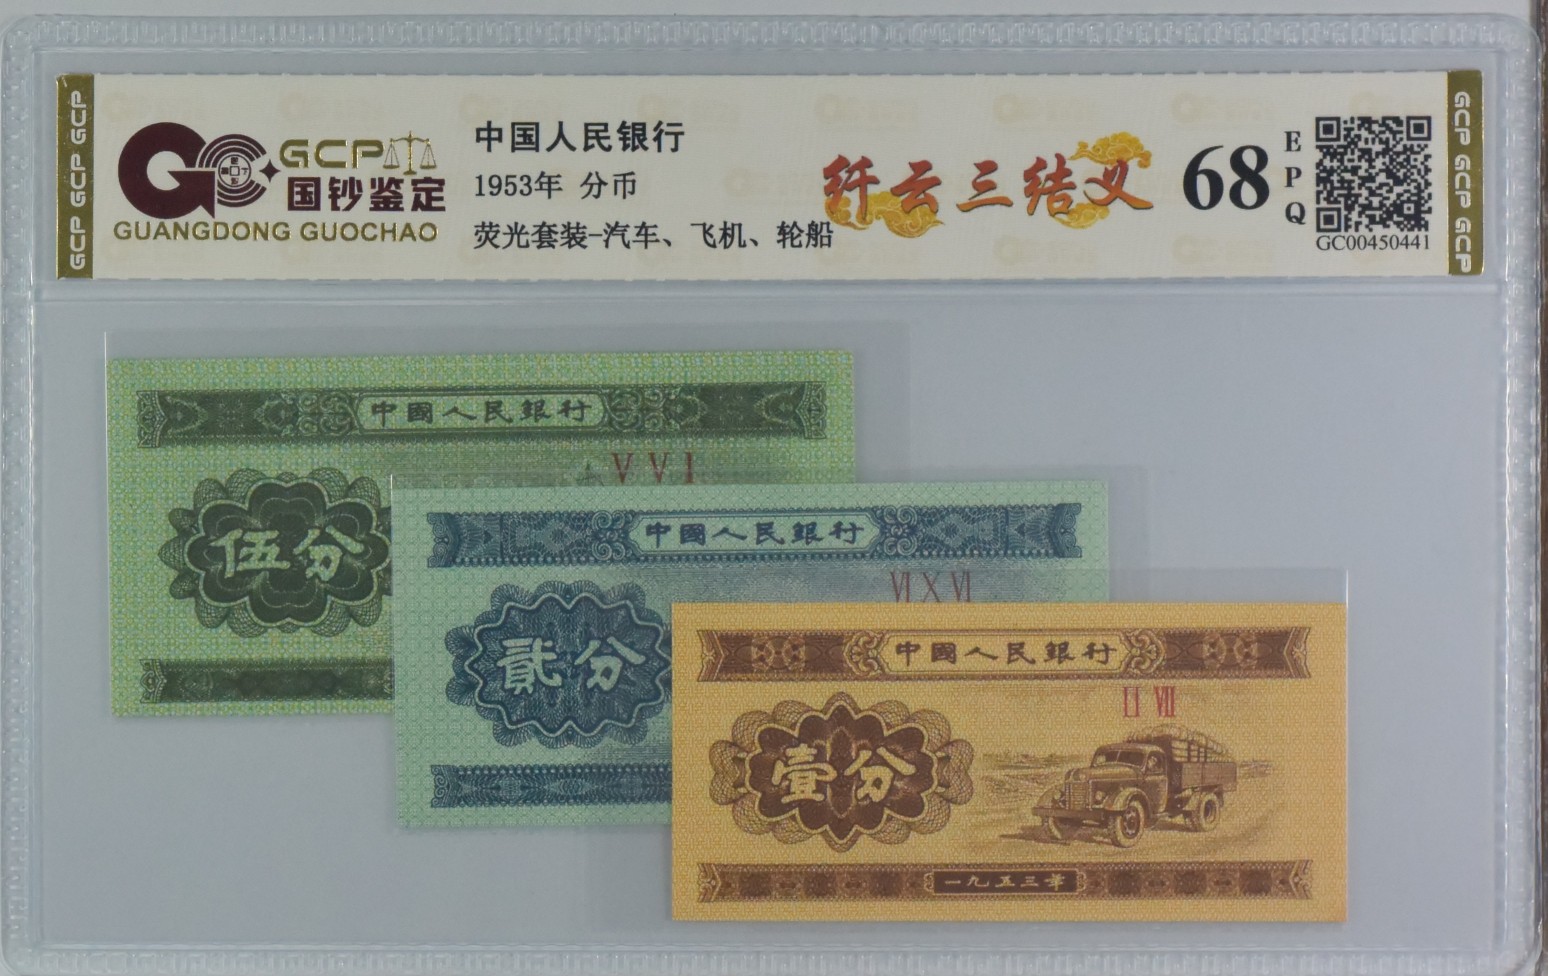 GCP GCP GCP
GCP
国钞鉴定
GUANGDONG GUOCHAO
中国人民银行
1953年 分币
荧光套装-汽车、飞机、轮船
纤云三结义
68
EPQ
GC00450441
GCP GCP GCP
中國人民銀行
V V I
伍分
中國人民銀行
VI X VI
貳分
中國人民銀行
II VII
壹分
一九五三年